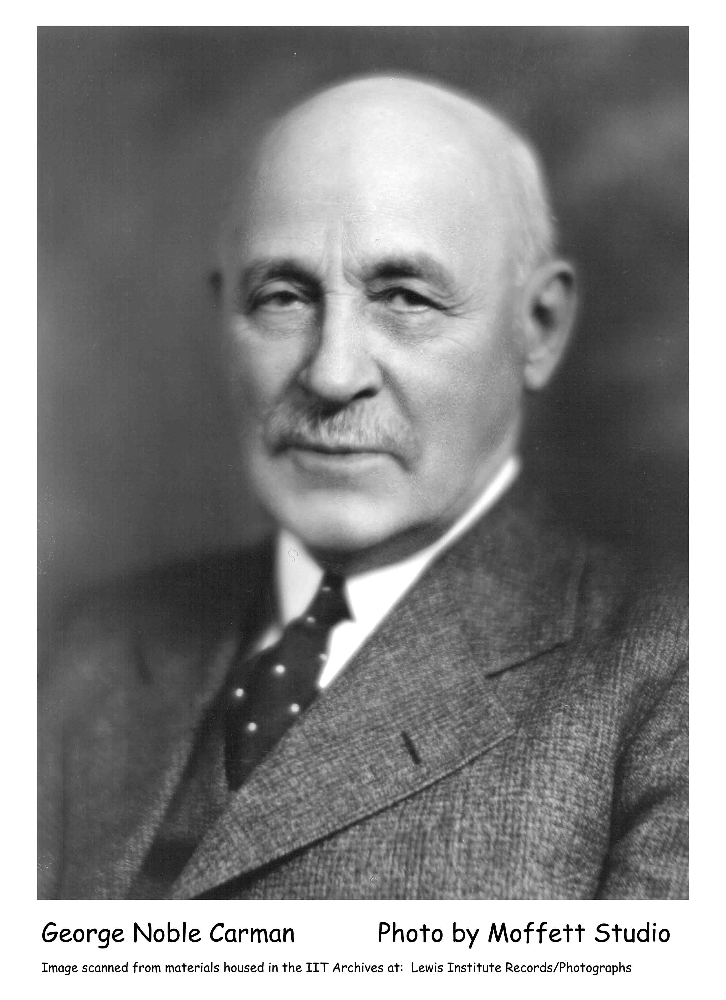 George Noble Carman Photo by Moffett Studio
Image scanned from materials housed in the IIT Archives at: Lewis Institute Records/Photographs